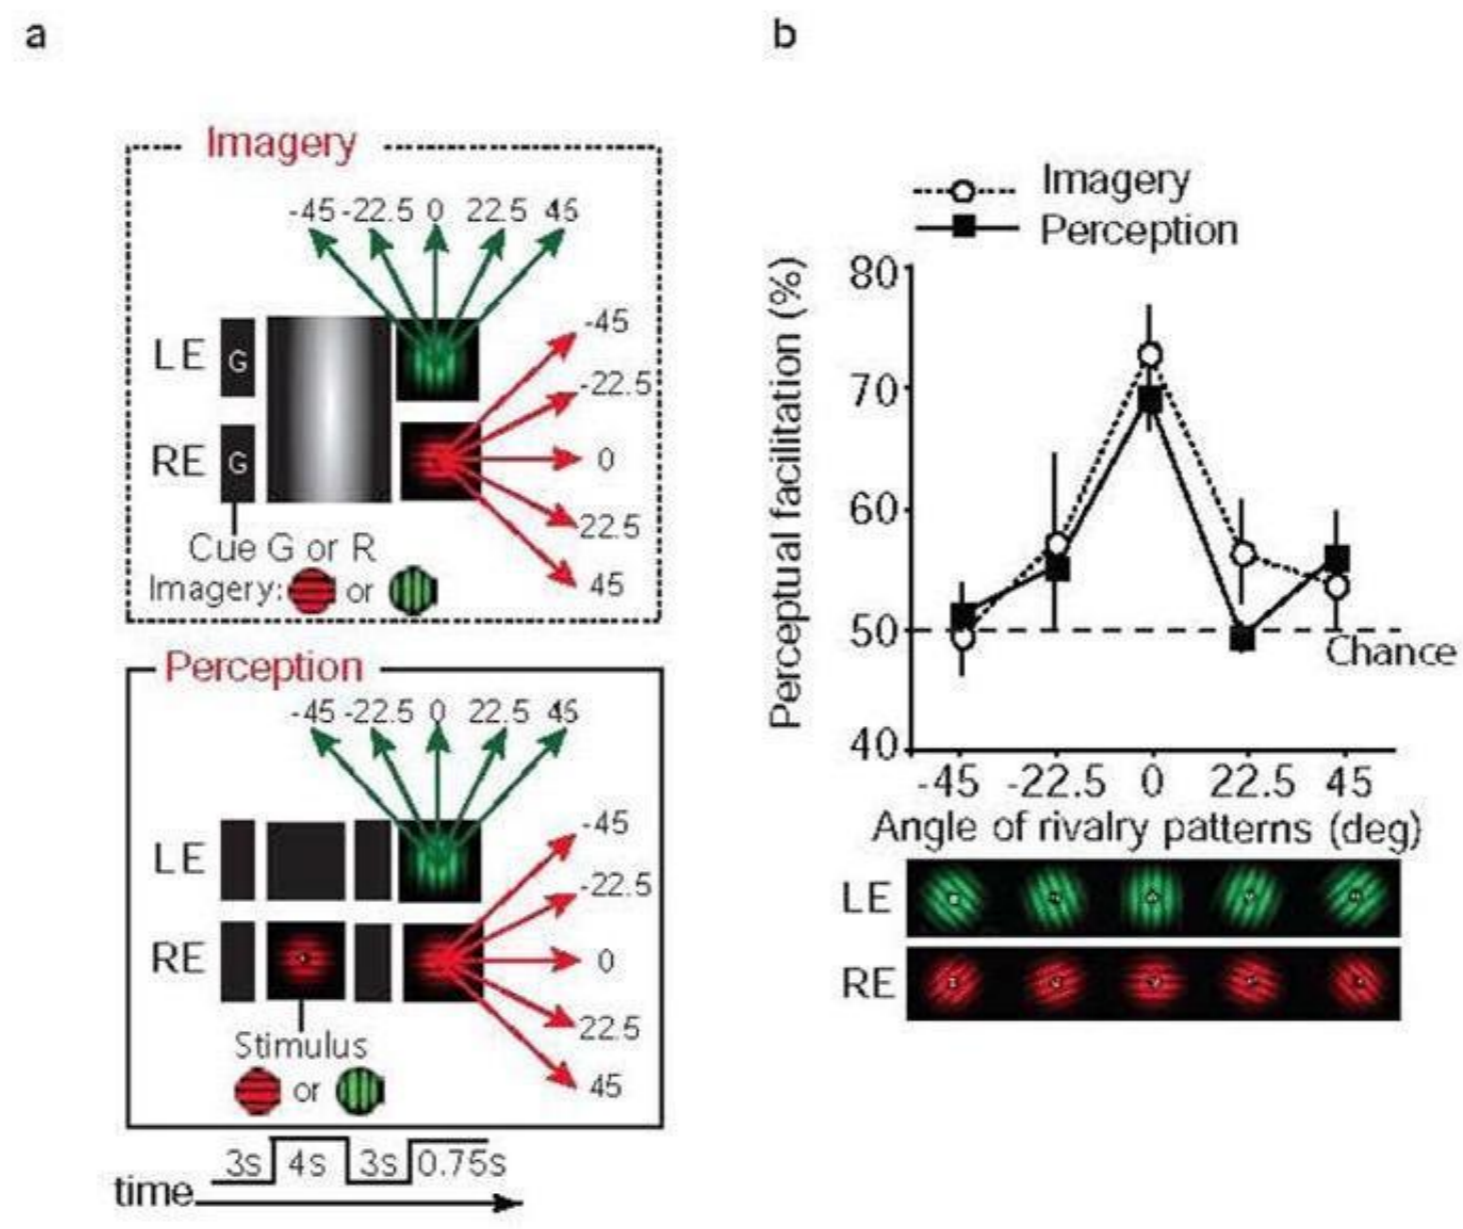 a
Imagery
-45 -22.5 0 22.5 45
-45
-22.5
0
22.5
45
LE G
RE G
Cue G or R
Imagery: or
Perception
-45 -22.5 0 22.5 45
-45
-22.5
0
22.5
45
LE
RE
Stimulus
or
3s 4s 3s 0.75s
time
b
Imagery
Perception
Perceptual facilitation (%)
80
70
60
50
40
Chance
-45 -22.5 0 22.5 45
Angle of rivalry patterns (deg)
LE
RE